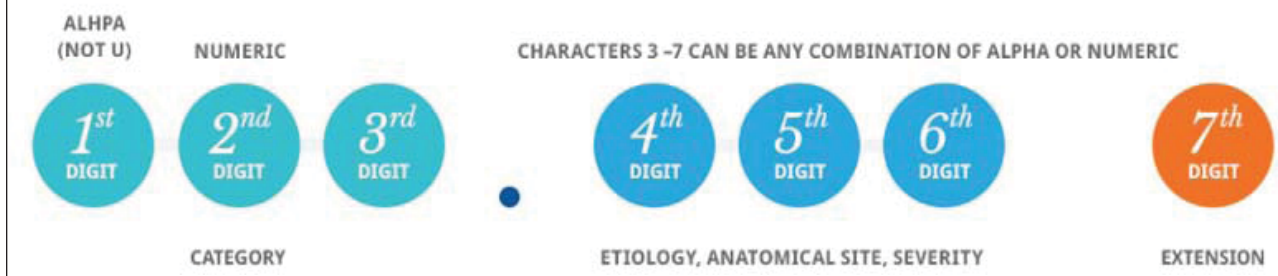 ALHPA
(NOT U)
NUMERIC
CHARACTERS 3 –7 CAN BE ANY COMBINATION OF ALPHA OR NUMERIC
1st
DIGIT
2nd
DIGIT
3rd
DIGIT
4th
DIGIT
5th
DIGIT
6th
DIGIT
7th
DIGIT
CATEGORY
ETIOLOGY, ANATOMICAL SITE, SEVERITY
EXTENSION